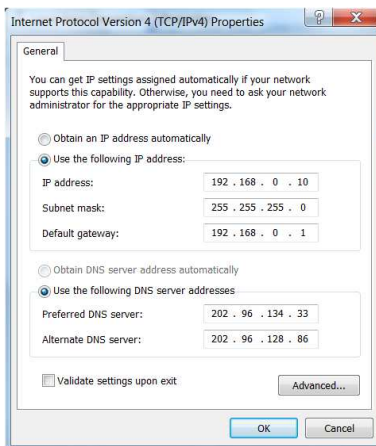 Internet Protocol Version 4 (TCP/IPv4) Properties
General
You can get IP settings assigned automatically if your network
supports this capability. Otherwise, you need to ask your network
administrator for the appropriate IP settings.
Obtain an IP address automatically
Use the following IP address:
IP address: 192 . 168 . 0 . 10
Subnet mask: 255 . 255 . 255 . 0
Default gateway: 192 . 168 . 0 . 1
Obtain DNS server address automatically
Use the following DNS server addresses
Preferred DNS server: 202 . 96 . 134 . 33
Alternate DNS server: 202 . 96 . 128 . 86
Validate settings upon exit
Advanced...
OK Cancel